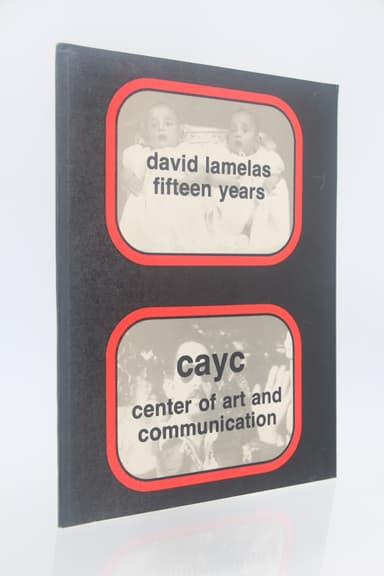 david lamelas
fifteen years
cayc
center of art and
communication